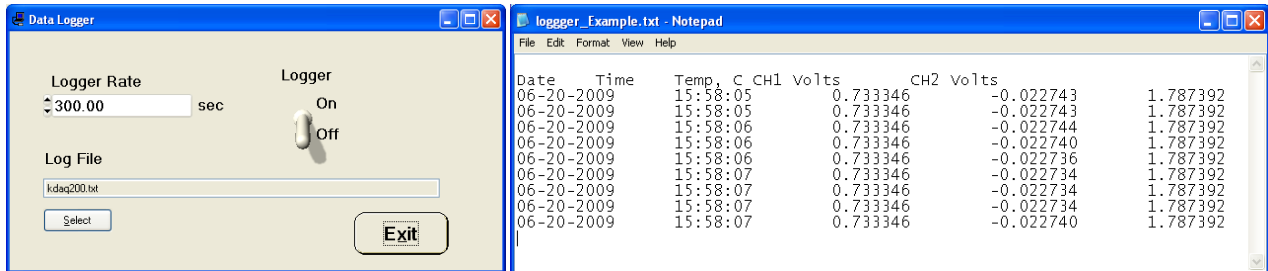 Data Logger
Logger Rate
300.00 sec
Logger
On
Off
Log File
kdaq200.txt
Select
Exit
loggger_Example.txt - Notepad
File Edit Format View Help
Date Time Temp, C CH1 Volts CH2 Volts
06-20-2009 15:58:05 0.733346 -0.022743 1.787392
06-20-2009 15:58:05 0.733346 -0.022743 1.787392
06-20-2009 15:58:06 0.733346 -0.022744 1.787392
06-20-2009 15:58:06 0.733346 -0.022740 1.787392
06-20-2009 15:58:06 0.733346 -0.022736 1.787392
06-20-2009 15:58:07 0.733346 -0.022734 1.787392
06-20-2009 15:58:07 0.733346 -0.022734 1.787392
06-20-2009 15:58:07 0.733346 -0.022734 1.787392
06-20-2009 15:58:07 0.733346 -0.022740 1.787392